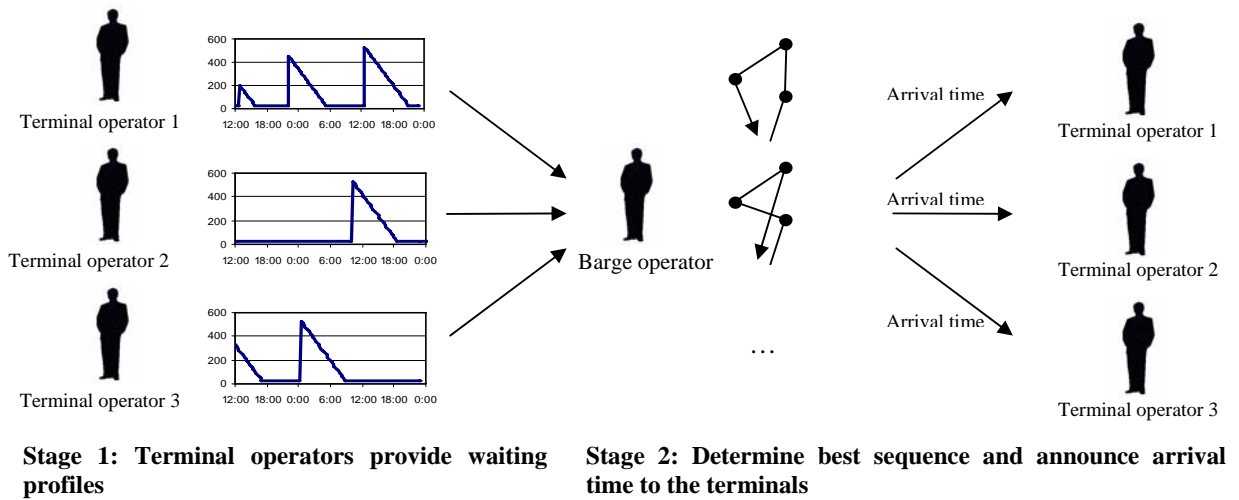 600
400
200
0
12:00 18:00 0:00 6:00 12:00 18:00 0:00
Terminal operator 1
600
400
200
0
12:00 18:00 0:00 6:00 12:00 18:00 0:00
Terminal operator 2
600
400
200
0
12:00 18:00 0:00 6:00 12:00 18:00 0:00
Terminal operator 3
Barge operator
…
Arrival time
Arrival time
Arrival time
Terminal operator 1
Terminal operator 2
Terminal operator 3
Stage 1: Terminal operators provide waiting
profiles
Stage 2: Determine best sequence and announce arrival
time to the terminals